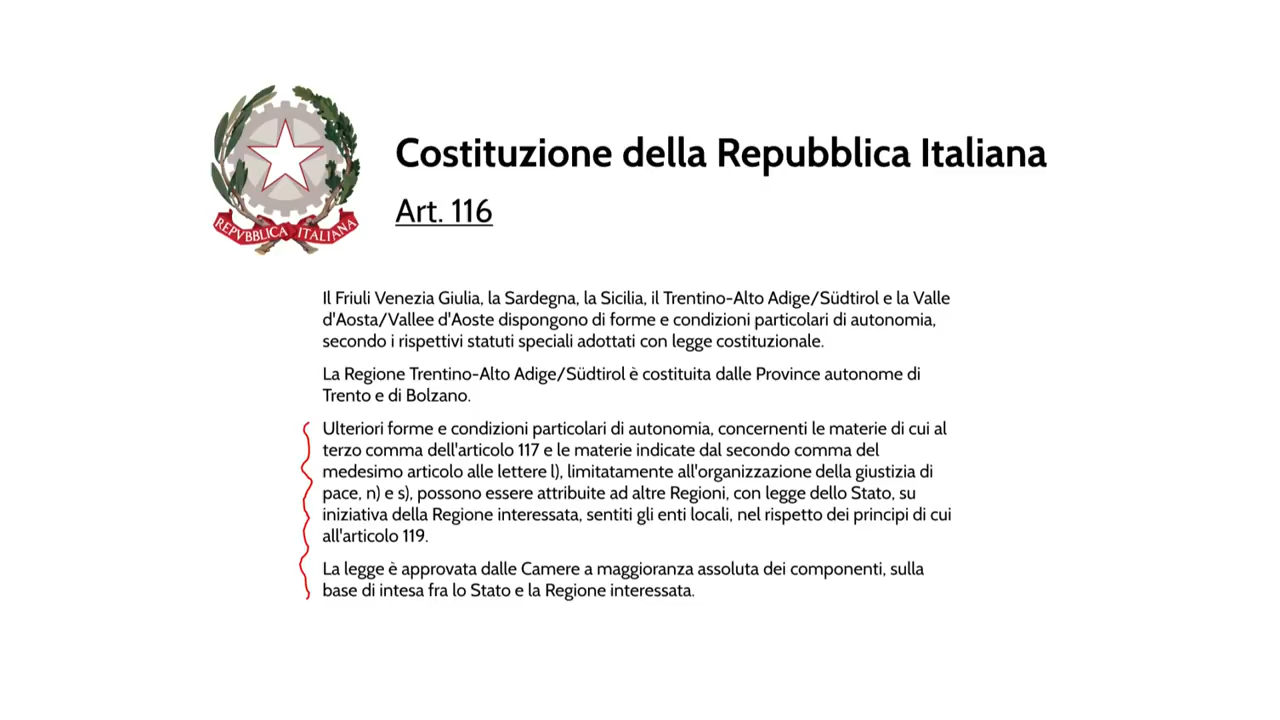 REPVBBLICA ITALIANA
Costituzione della Repubblica Italiana
Art. 116
Il Friuli Venezia Giulia, la Sardegna, la Sicilia, il Trentino-Alto Adige/Südtirol e la Valle
d'Aosta/Vallee d'Aoste dispongono di forme e condizioni particolari di autonomia,
secondo i rispettivi statuti speciali adottati con legge costituzionale.
La Regione Trentino-Alto Adige/Südtirol è costituita dalle Province autonome di
Trento e di Bolzano.
Ulteriori forme e condizioni particolari di autonomia, concernenti le materie di cui al
terzo comma dell'articolo 117 e le materie indicate dal secondo comma del
medesimo articolo alle lettere l), limitatamente all'organizzazione della giustizia di
pace, n) e s), possono essere attribuite ad altre Regioni, con legge dello Stato, su
iniziativa della Regione interessata, sentiti gli enti locali, nel rispetto dei principi di cui
all'articolo 119.
La legge è approvata dalle Camere a maggioranza assoluta dei componenti, sulla
base di intesa fra lo Stato e la Regione interessata.